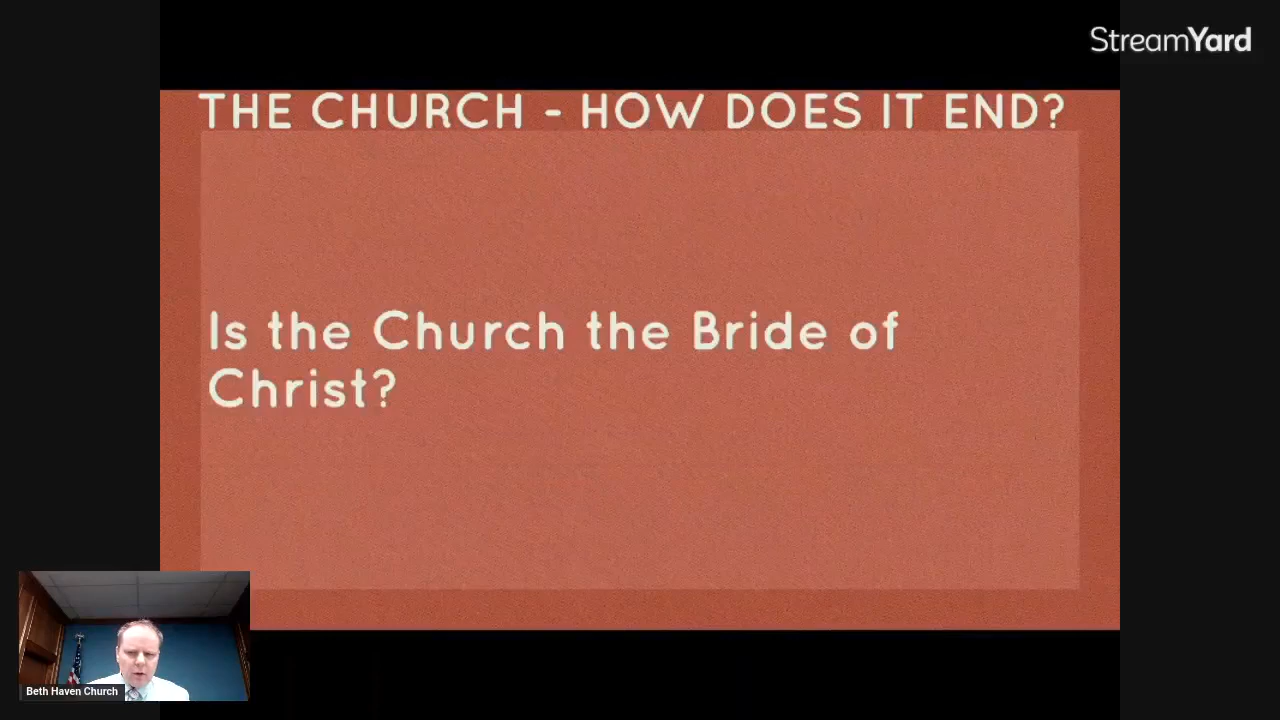 StreamYard
THE CHURCH - HOW DOES IT END?
Is the Church the Bride of
Christ?
Beth Haven Church